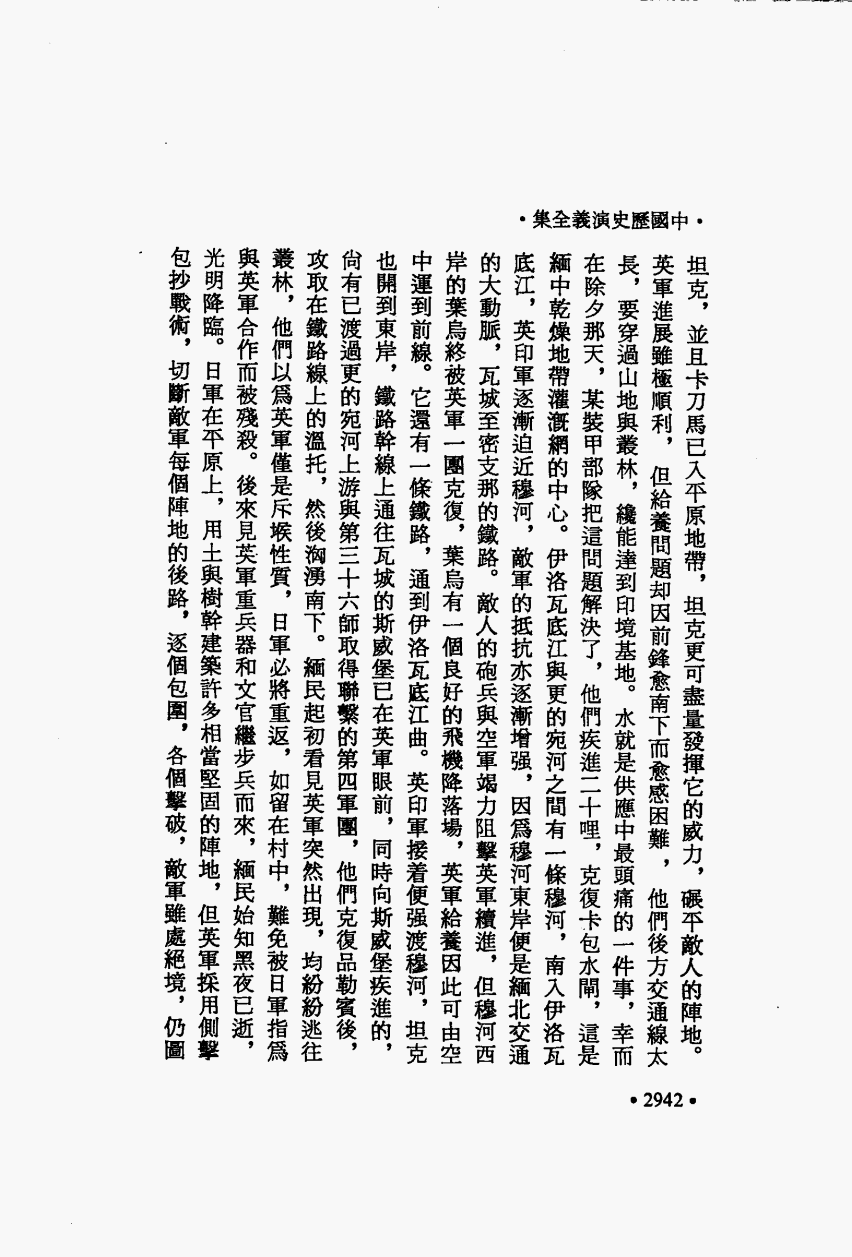 •中國歷史演義全集•
坦克，並且卡刀馬已入平原地帶，坦克更可盡量發揮它的威力，碾平敵人的陣地。
英軍進展雖極順利，但給養問題却因前鋒愈南下而愈感困難，他們後方交通線太
長，要穿過山地與叢林，纔能達到印境基地。水就是供應中最頭痛的一件事，幸而
在除夕那天，某裝甲部隊把這問題解決了，他們疾進二十哩，克復卡包水閘，這是
緬中乾燥地帶灌溉網的中心。伊洛瓦底江與更的宛河之間有一條穆河，南入伊洛瓦
底江，英印軍逐漸迫近穆河，敵軍的抵抗亦逐漸增强，因爲穆河東岸便是緬北交通
的大動脈，瓦城至密支那的鐵路。敵人的砲兵與空軍竭力阻擊英軍續進，但穆河西
岸的葉烏終被英軍一團克復，葉烏有一個良好的飛機降落場，英軍給養因此可由空
中運到前線。它還有一條鐵路，通到伊洛瓦底江曲。英印軍接着便强渡穆河，坦克
也開到東岸，鐵路幹線上通往瓦城的斯威堡已在英軍眼前，同時向斯威堡疾進的，
尙有已渡過更的宛河上游與第三十六師取得聯繫的第四軍團，他們克復品勒賓後，
攻取在鐵路線上的溫托，然後洶湧南下。緬民起初看見英軍突然出現，均紛紛逃往
叢林，他們以爲英軍僅是斥堠性質，日軍必將重返，如留在村中，難免被日軍指爲
與英軍合作而被殘殺。後來見英軍重兵器和文官繼步兵而來，緬民始知黑夜已逝，
光明降臨。日軍在平原上，用土與樹幹建築許多相當堅固的陣地，但英軍採用側擊
包抄戰術，切斷敵軍每個陣地的後路，逐個包圍，各個擊破，敵軍雖處絕境，仍圖
•2942•